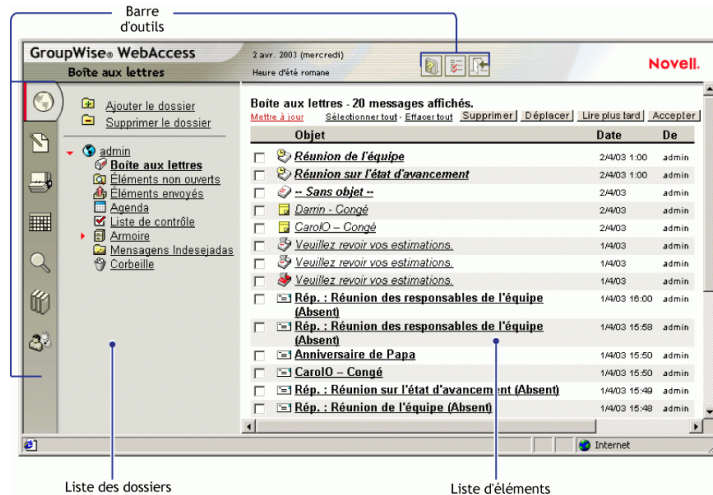 Barre
d'outils
GroupWise® WebAccess
Boîte aux lettres
2 avr. 2003 (mercredi)
Heure d'été romane
Novell.
Ajouter le dossier
Supprimer le dossier
admin
Boîte aux lettres
Éléments non ouverts
Éléments envoyés
Agenda
Liste de contrôle
Armoire
Mensagens Indesejadas
Corbeille
Boîte aux lettres - 20 messages affichés.
Mettre à jour Sélectionner tout - Effacer tout Supprimer Déplacer Lire plus tard Accepter
Objet Date De
Réunion de l'équipe 2/4/03 1:00 admin
Réunion sur l'état d'avancement 2/4/03 1:00 admin
-- Sans objet -- 2/4/03 admin
Darrin - Congé 2/4/03 admin
CarolO – Congé 2/4/03 admin
Veuillez revoir vos estimations. 1/4/03 admin
Veuillez revoir vos estimations. 1/4/03 admin
Veuillez revoir vos estimations. 1/4/03 admin
Rép. : Réunion des responsables de l'équipe 1/4/03 16:00 admin
(Absent)
Rép. : Réunion des responsables de l'équipe 1/4/03 15:58 admin
(Absent)
Anniversaire de Papa 1/4/03 15:50 admin
CarolO – Congé 1/4/03 15:50 admin
Rép. : Réunion sur l'état d'avancement (Absent) 1/4/03 15:49 admin
Rép. : Réunion de l'équipe (Absent) 1/4/03 15:48 admin
Internet
Liste des dossiers
Liste d'éléments